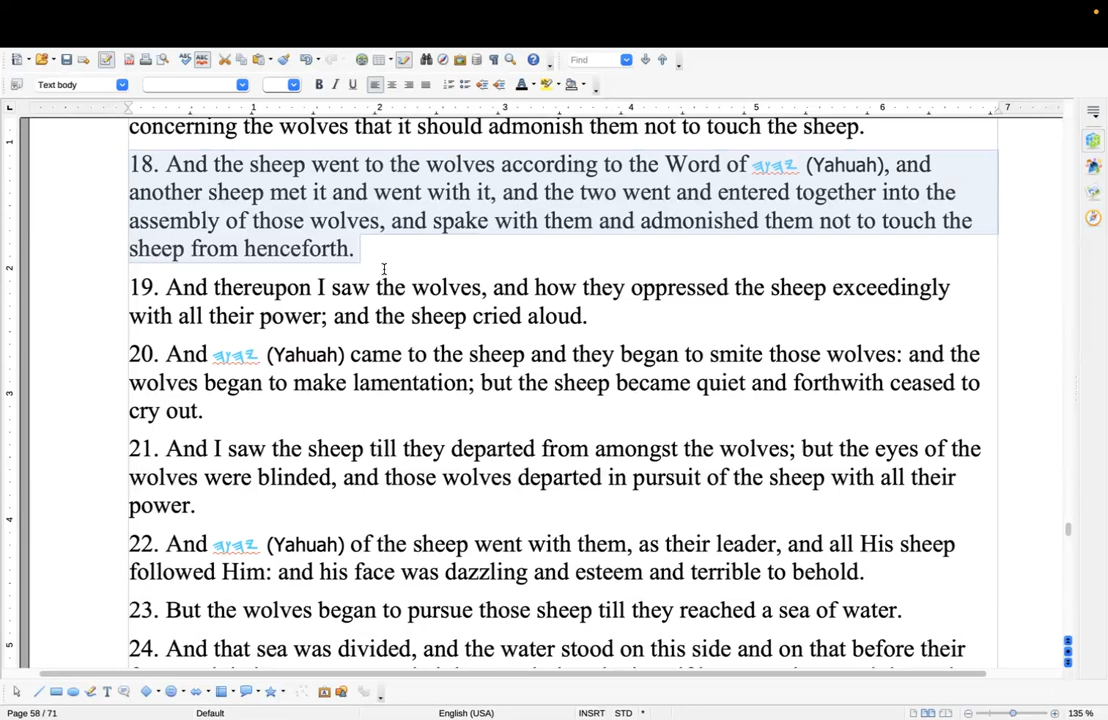 Find
Text body
B I U
1 2 3 4 5 6 7
concerning the wolves that it should admonish them not to touch the sheep.
18. And the sheep went to the wolves according to the Word of 𐤉𐤄𐤅𐤄 (Yahuah), and
another sheep met it and went with it, and the two went and entered together into the
assembly of those wolves, and spake with them and admonished them not to touch the
sheep from henceforth.
19. And thereupon I saw the wolves, and how they oppressed the sheep exceedingly
with all their power; and the sheep cried aloud.
20. And 𐤉𐤄𐤅𐤄 (Yahuah) came to the sheep and they began to smite those wolves: and the
wolves began to make lamentation; but the sheep became quiet and forthwith ceased to
cry out.
21. And I saw the sheep till they departed from amongst the wolves; but the eyes of the
wolves were blinded, and those wolves departed in pursuit of the sheep with all their
power.
22. And 𐤉𐤄𐤅𐤄 (Yahuah) of the sheep went with them, as their leader, and all His sheep
followed Him: and his face was dazzling and esteem and terrible to behold.
23. But the wolves began to pursue those sheep till they reached a sea of water.
24. And that sea was divided, and the water stood on this side and on that before their
Page 58 / 71 Default English (USA) INSRT STD * 135 %